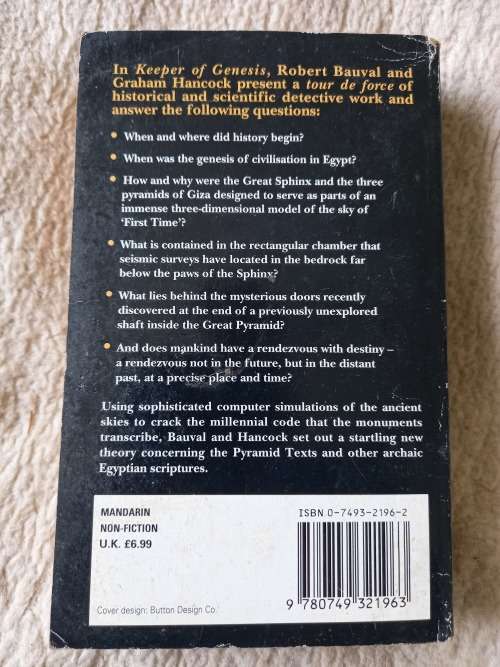 In Keeper of Genesis, Robert Bauval and
Graham Hancock present a tour de force of
historical and scientific detective work and
answer the following questions:
• When and where did history begin?
• When was the genesis of civilisation in Egypt?
• How and why were the Great Sphinx and the three
pyramids of Giza designed to serve as parts of an
immense three-dimensional model of the sky of
‘First Time’?
• What is contained in the rectangular chamber that
seismic surveys have located in the bedrock far
below the paws of the Sphinx?
• What lies behind the mysterious doors recently
discovered at the end of a previously unexplored
shaft inside the Great Pyramid?
• And does mankind have a rendezvous with destiny –
a rendezvous not in the future, but in the distant
past, at a precise place and time?
Using sophisticated computer simulations of the ancient
skies to crack the millennial code that the monuments
transcribe, Bauval and Hancock set out a startling new
theory concerning the Pyramid Texts and other archaic
Egyptian scriptures.
MANDARIN
NON-FICTION
U.K. £6.99
Cover design: Button Design Co.
ISBN 0-7493-2196-2
9 780749 321963